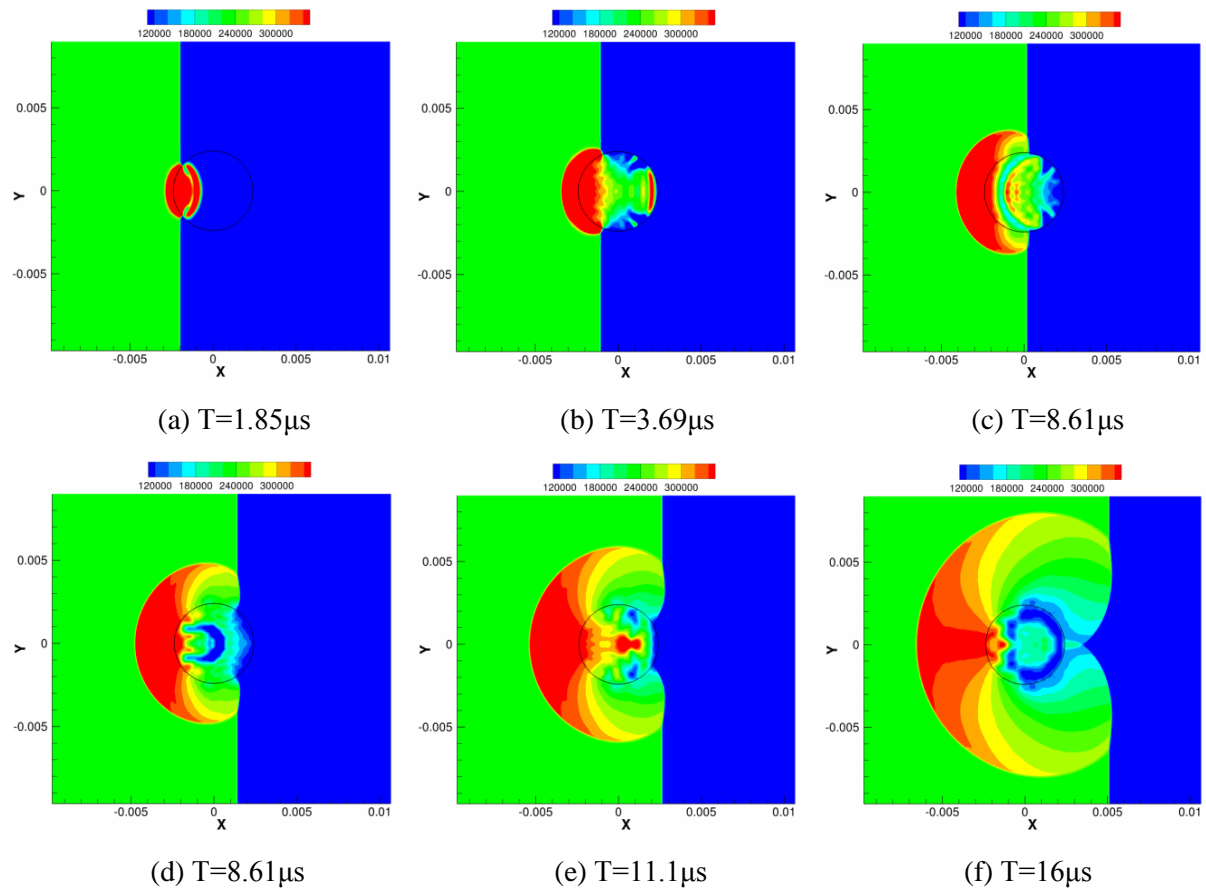 120000 180000 240000 300000
120000 180000 240000 300000
120000 180000 240000 300000
0.005
0
-0.005
Y
-0.005 0 0.005 0.01
X
0.005
0
-0.005
Y
-0.005 0 0.005 0.01
X
0.005
0
-0.005
Y
-0.005 0 0.005 0.01
X
(a) T=1.85μs
(b) T=3.69μs
(c) T=8.61μs
120000 180000 240000 300000
120000 180000 240000 300000
120000 180000 240000 300000
0.005
0
-0.005
Y
-0.005 0 0.005 0.01
X
0.005
0
-0.005
Y
-0.005 0 0.005 0.01
X
0.005
0
-0.005
Y
-0.005 0 0.005 0.01
X
(d) T=8.61μs
(e) T=11.1μs
(f) T=16μs